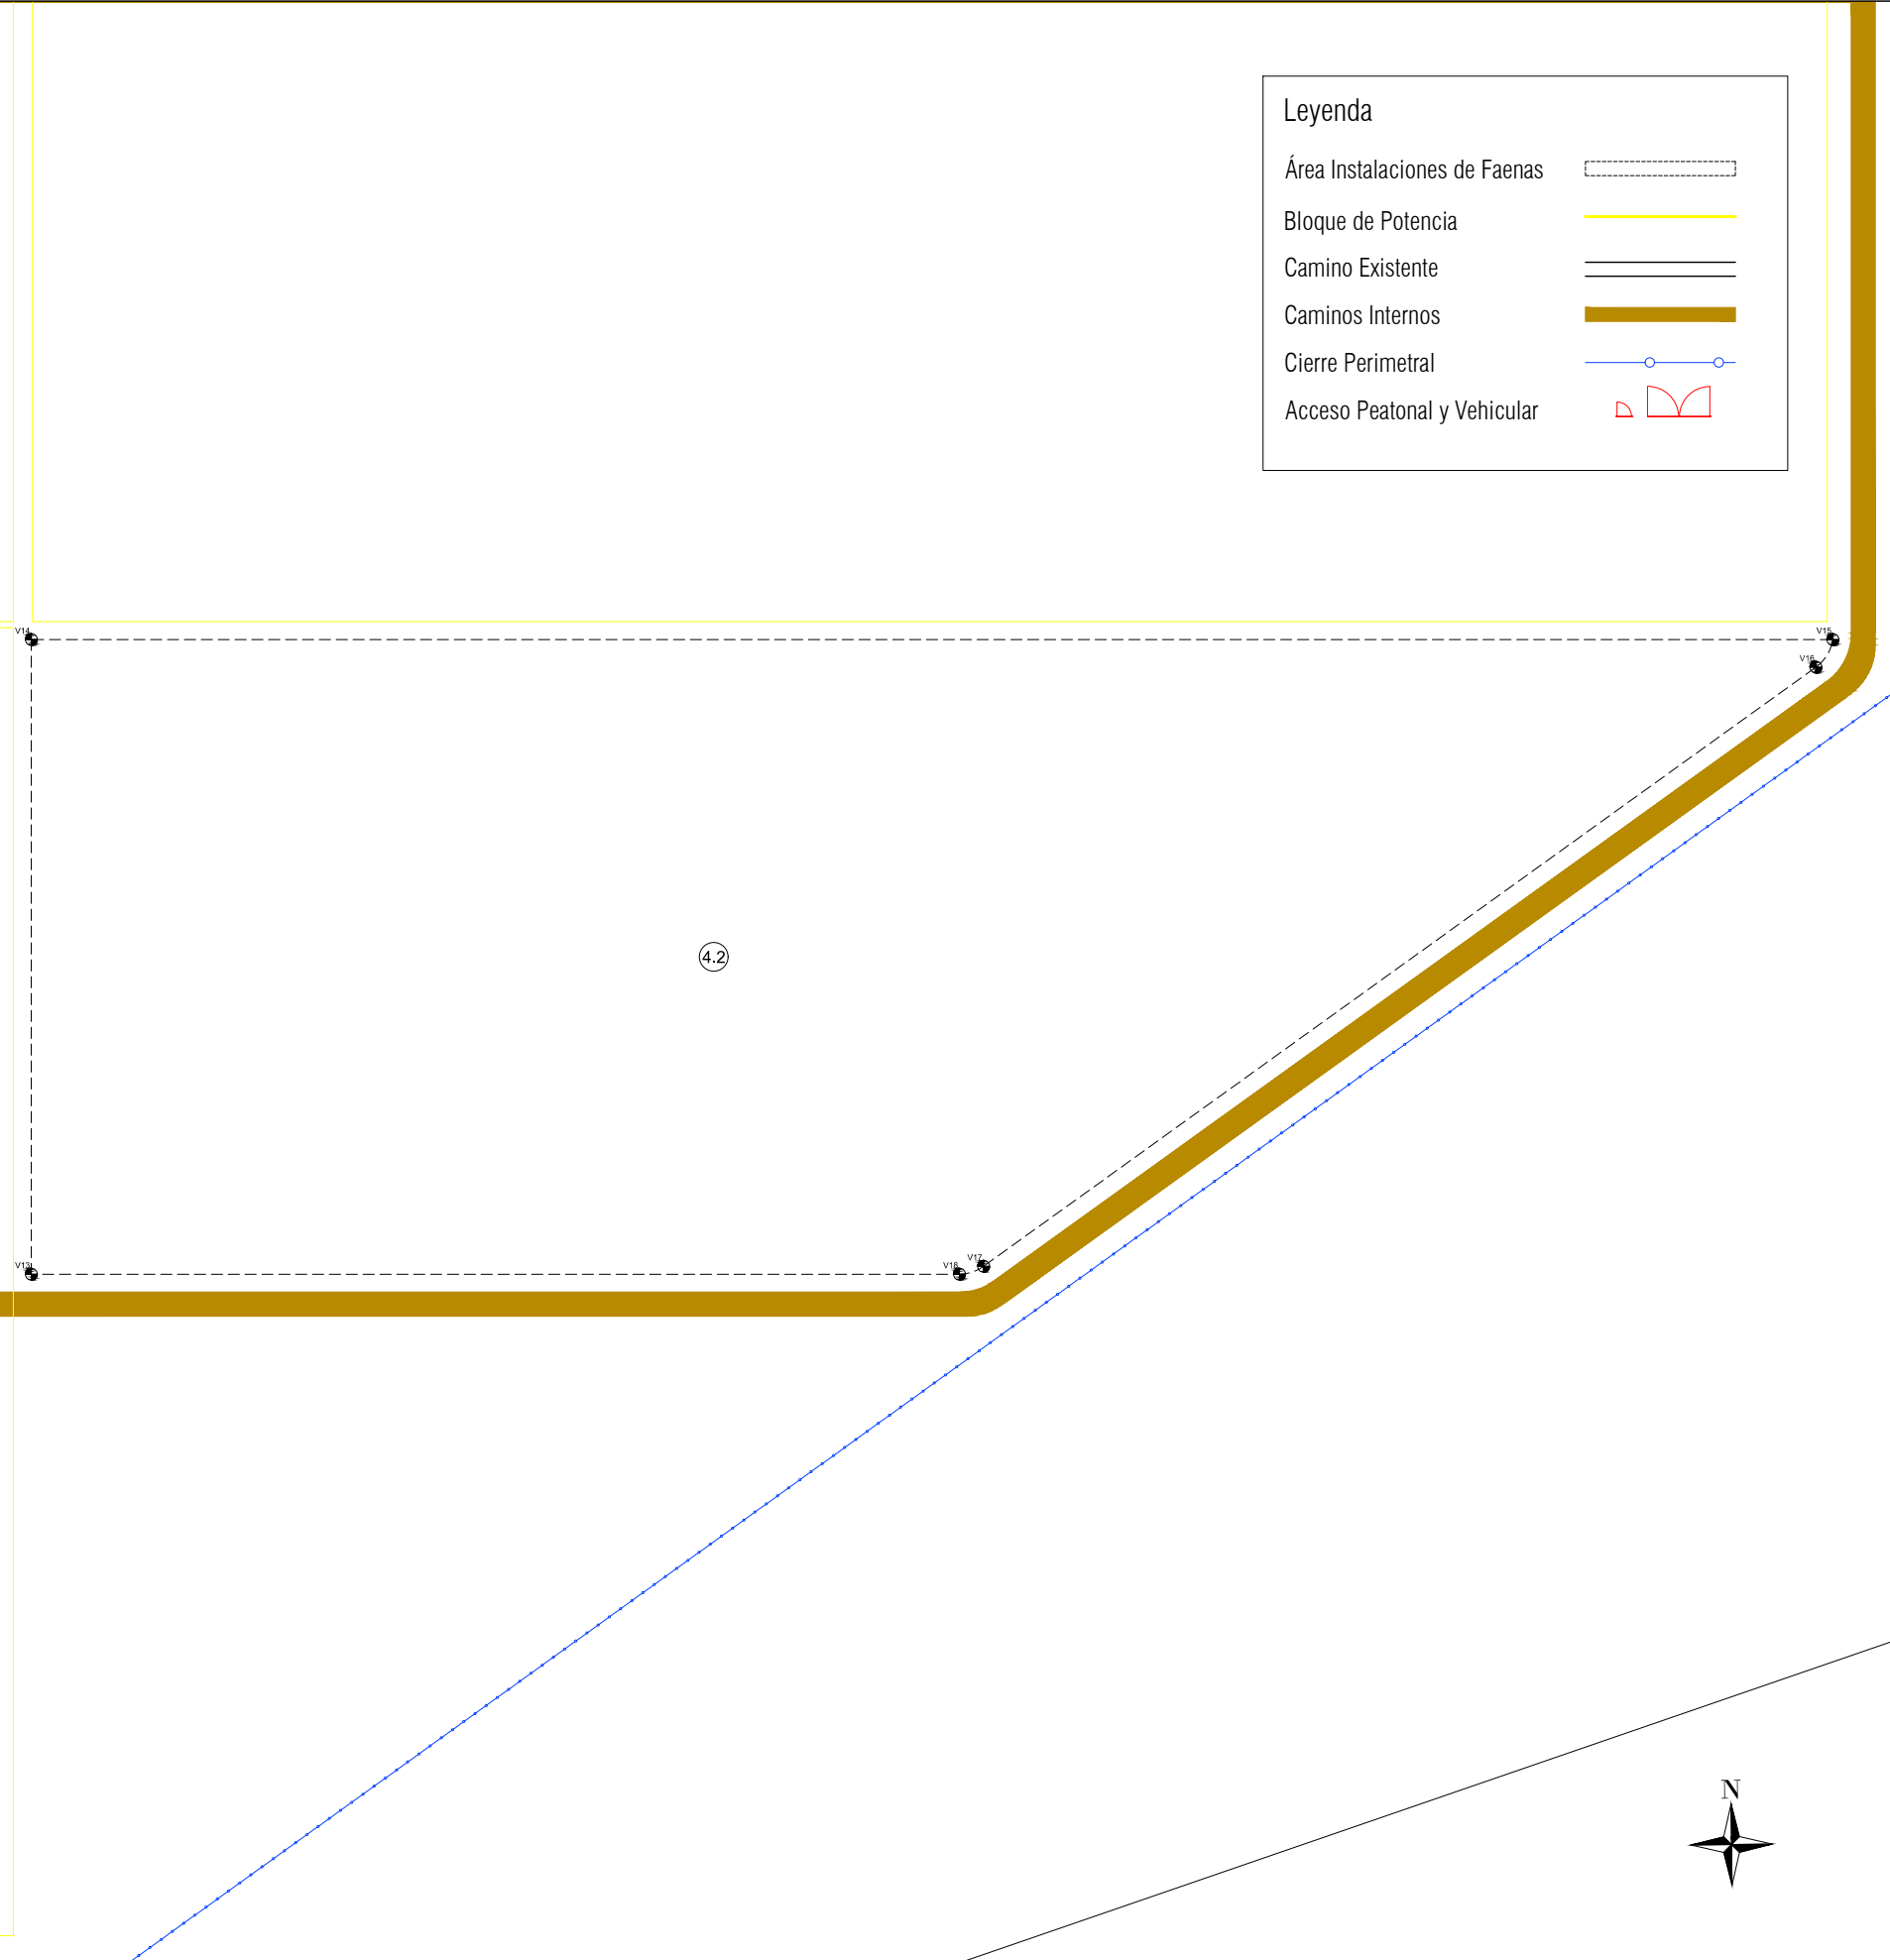 Leyenda
Área Instalaciones de Faenas
Bloque de Potencia
Camino Existente
Caminos Internos
Cierre Perimetral
Acceso Peatonal y Vehicular
V14
V15
V16
4.2
V17
V18
V13
N